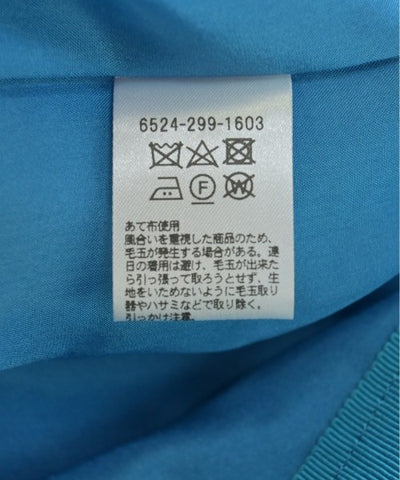 6524-299-1603
F
W
あて布使用
風合いを重視した商品のため、
毛玉が発生する場合がある。連
日の着用は避け、毛玉が出来た
ら引っ張って取ろうとせず、生
地をいためないように毛玉取り
器やハサミなどで取り除く。
引っかけ注意